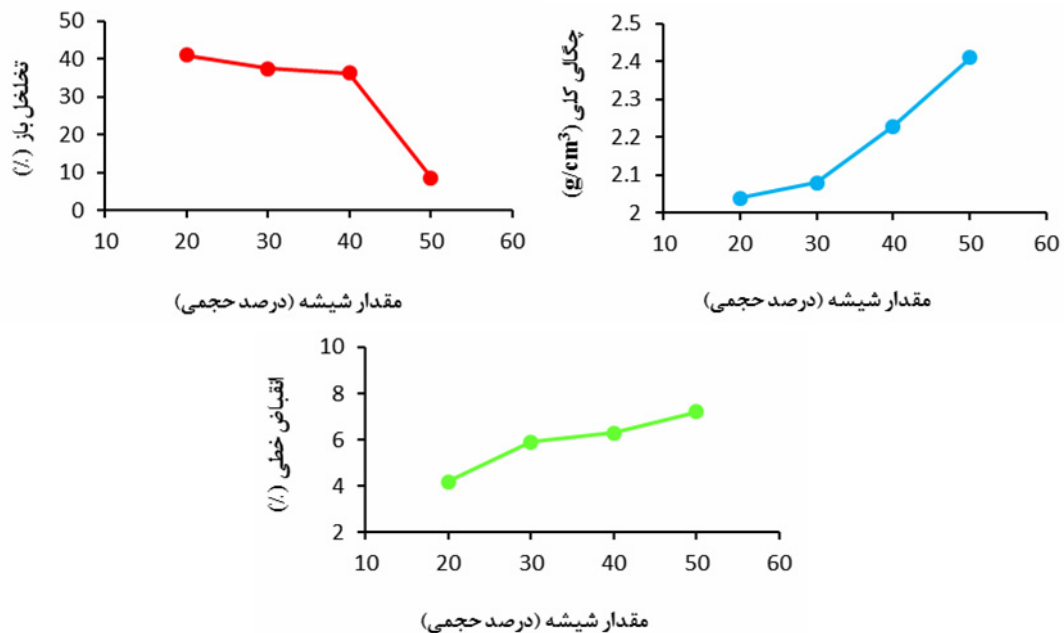 تخلخل باز (٪)
50
40
30
20
10
0
10 20 30 40 50 60
مقدار شیشه (درصد حجمی)
چگالی کلی (g/cm³)
2.5
2.4
2.3
2.2
2.1
2
10 20 30 40 50 60
مقدار شیشه (درصد حجمی)
انقباض خطی (٪)
10
8
6
4
2
10 20 30 40 50 60
مقدار شیشه (درصد حجمی)